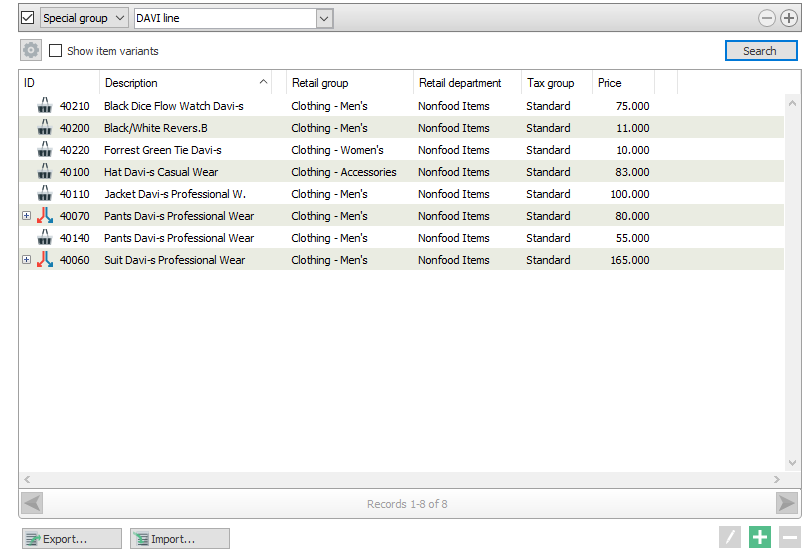 Special group DAVI line
Show item variants Search
ID Description Retail group Retail department Tax group Price
40210 Black Dice Flow Watch Davi-s Clothing - Men's Nonfood Items Standard 75.000
40200 Black/White Revers.B Clothing - Men's Nonfood Items Standard 11.000
40220 Forrest Green Tie Davi-s Clothing - Women's Nonfood Items Standard 10.000
40100 Hat Davi-s Casual Wear Clothing - Accessories Nonfood Items Standard 83.000
40110 Jacket Davi-s Professional W. Clothing - Men's Nonfood Items Standard 100.000
40070 Pants Davi-s Professional Wear Clothing - Men's Nonfood Items Standard 80.000
40140 Pants Davi-s Professional Wear Clothing - Men's Nonfood Items Standard 55.000
40060 Suit Davi-s Professional Wear Clothing - Men's Nonfood Items Standard 165.000
Records 1-8 of 8
Export... Import...